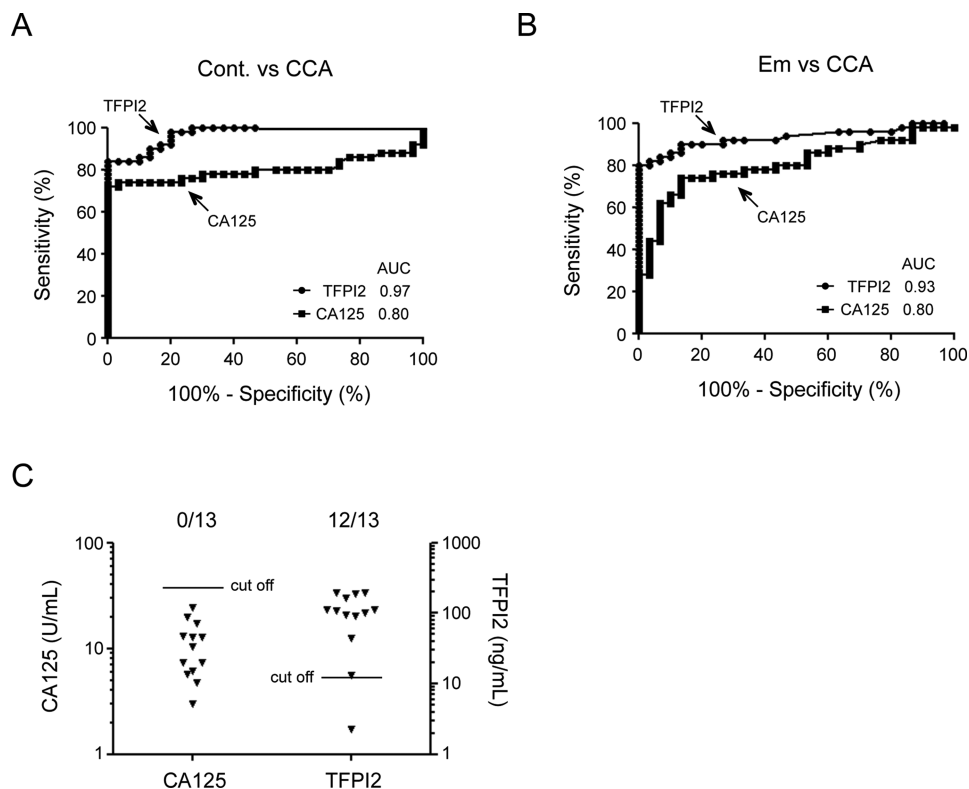 A
Cont. vs CCA
TFPI2
CA125
Sensitivity (%)
100
80
60
40
20
0
AUC
TFPI2 0.97
CA125 0.80
0 20 40 60 80 100
100% - Specificity (%)
B
Em vs CCA
TFPI2
CA125
Sensitivity (%)
100
80
60
40
20
0
AUC
TFPI2 0.93
CA125 0.80
0 20 40 60 80 100
100% - Specificity (%)
C
0/13 12/13
CA125 (U/mL)
100
10
1
cut off
cut off
1000
100
10
1
TFPI2 (ng/mL)
CA125 TFPI2